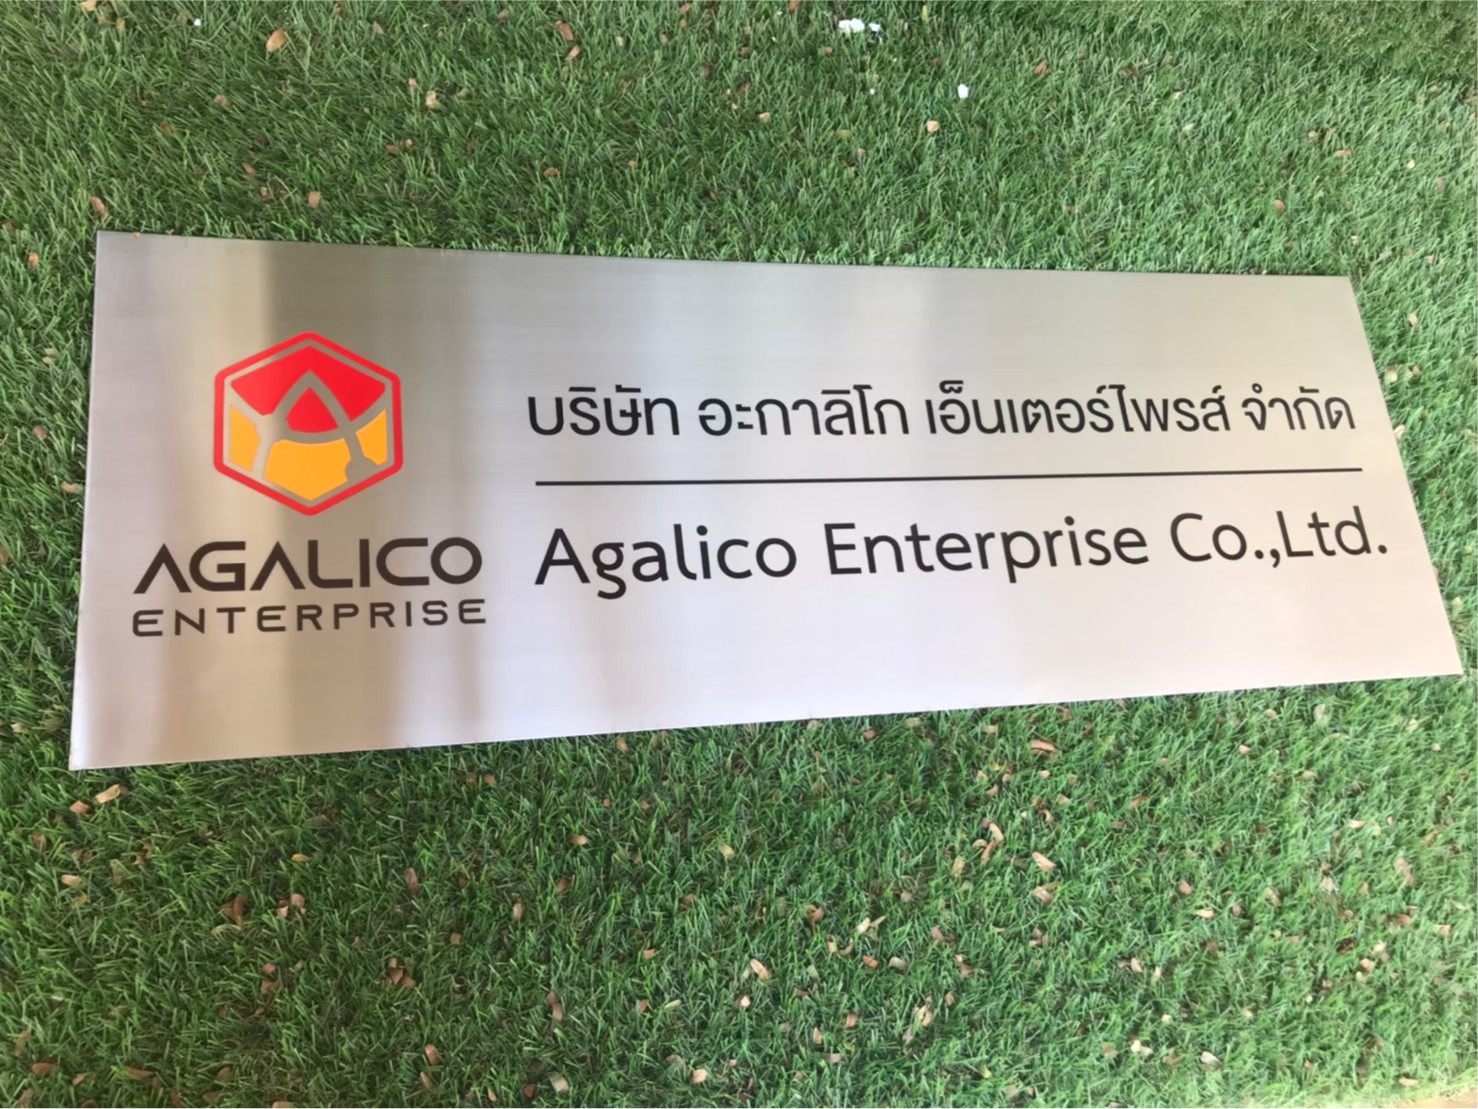 AGALICO
ENTERPRISE
บริษัท อะกาลิโก เอ็นเตอร์ไพรส์ จำกัด
Agalico Enterprise Co.,Ltd.